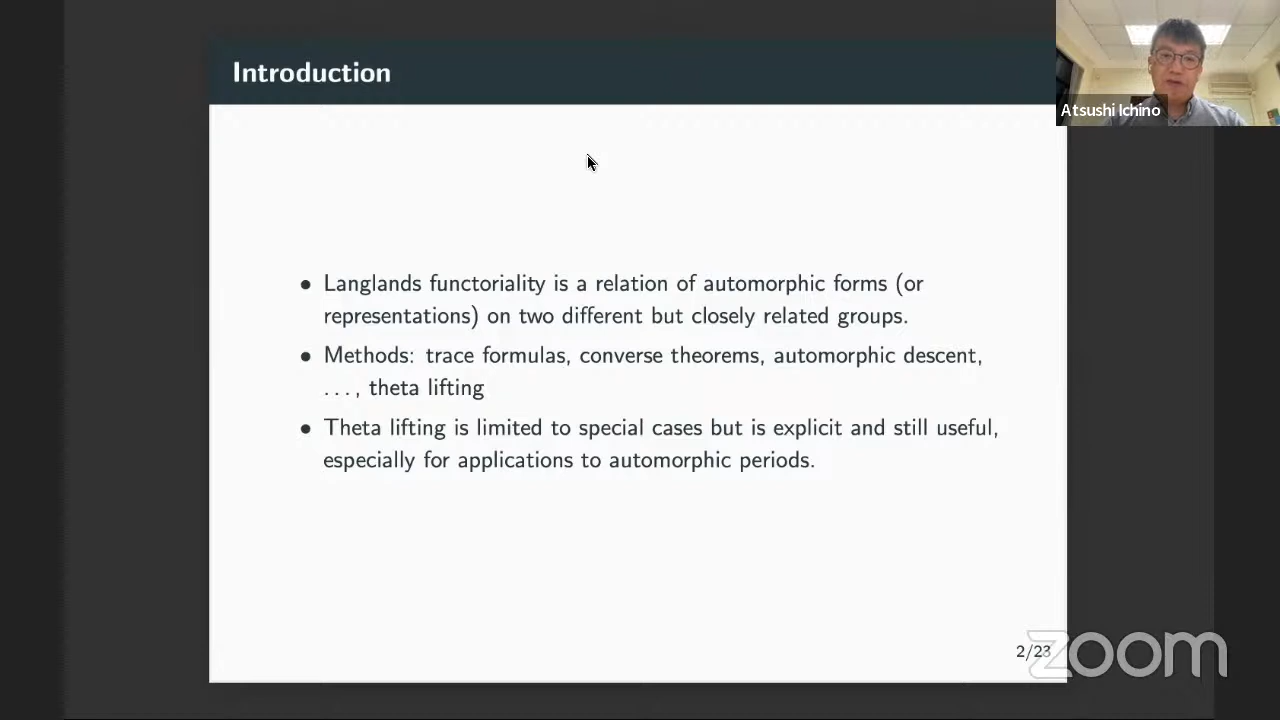 Introduction
Atsushi Ichino
• Langlands functoriality is a relation of automorphic forms (or
representations) on two different but closely related groups.
• Methods: trace formulas, converse theorems, automorphic descent,
..., theta lifting
• Theta lifting is limited to special cases but is explicit and still useful,
especially for applications to automorphic periods.
2/23
zoom